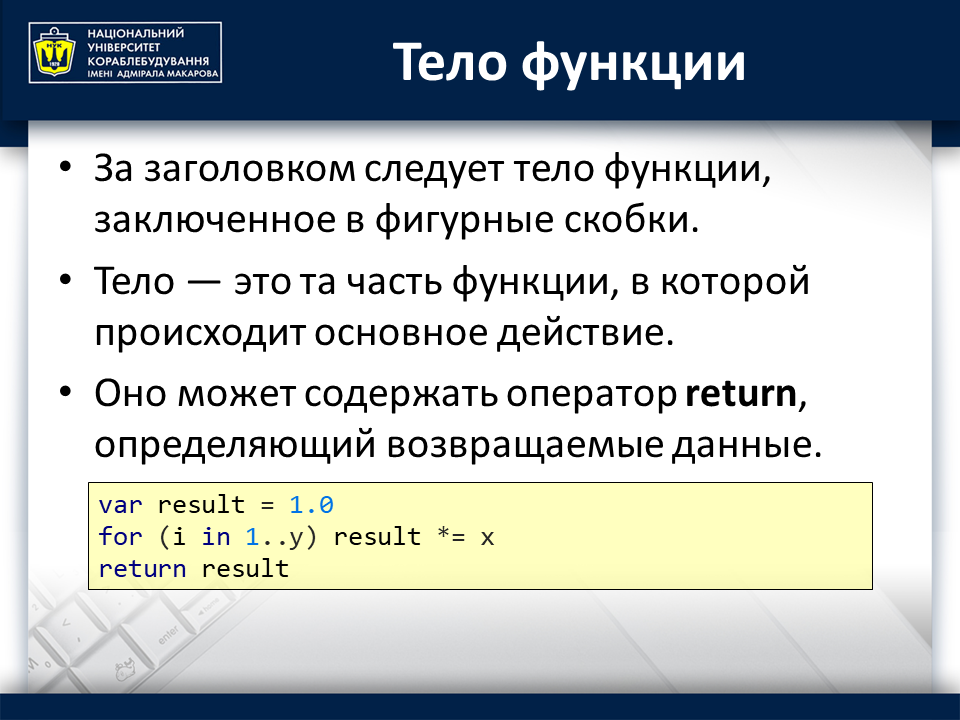 НАЦІОНАЛЬНИЙ
УНІВЕРСИТЕТ
КОРАБЛЕБУДУВАННЯ
ІМЕНІ АДМІРАЛА МАКАРОВА
НУК
1920
Тело функции
• За заголовком следует тело функции,
заключенное в фигурные скобки.
• Тело — это та часть функции, в которой
происходит основное действие.
• Оно может содержать оператор return,
определяющий возвращаемые данные.
var result = 1.0
for (i in 1..y) result *= x
return result
enter